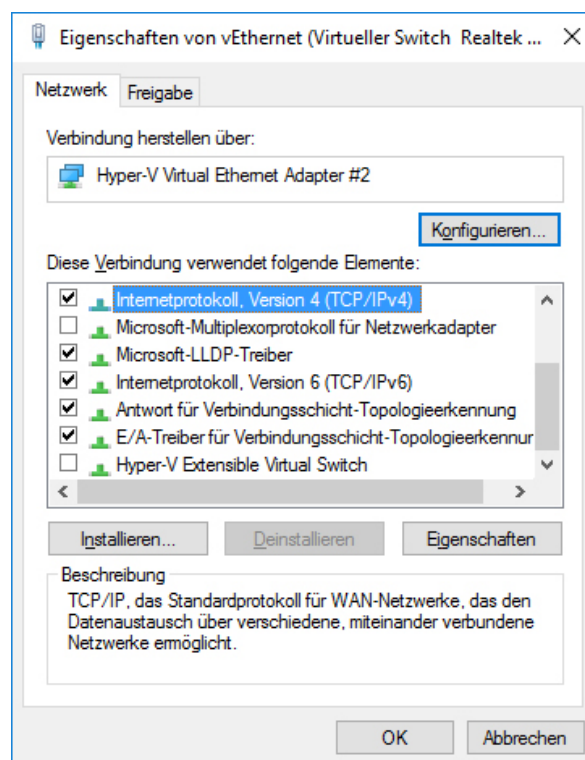 Eigenschaften von vEthernet (Virtueller Switch Realtek ...
Netzwerk
Freigabe
Verbindung herstellen über:
Hyper-V Virtual Ethernet Adapter #2
Konfigurieren...
Diese Verbindung verwendet folgende Elemente:
Internetprotokoll, Version 4 (TCP/IPv4)
Microsoft-Multiplexorprotokoll für Netzwerkadapter
Microsoft-LLDP-Treiber
Internetprotokoll, Version 6 (TCP/IPv6)
Antwort für Verbindungsschicht-Topologieerkennung
E/A-Treiber für Verbindungsschicht-Topologieerkennur
Hyper-V Extensible Virtual Switch
Installieren...
Deinstallieren
Eigenschaften
Beschreibung
TCP/IP, das Standardprotokoll für WAN-Netzwerke, das den
Datenaustausch über verschiedene, miteinander verbundene
Netzwerke ermöglicht.
OK
Abbrechen